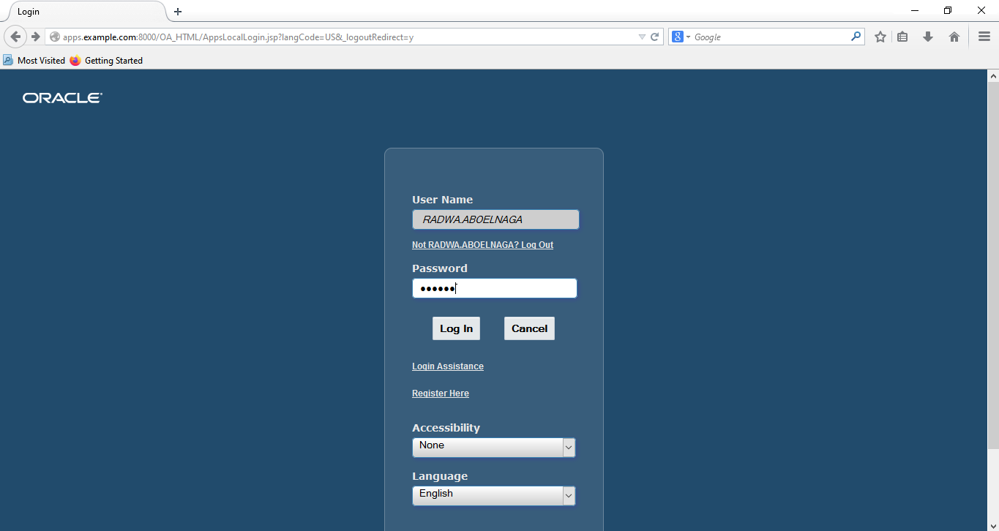 Login
apps.example.com:8000/OA_HTML/AppsLocalLogin.jsp?langCode=US&_logoutRedirect=y
Google
Most Visited Getting Started
ORACLE
User Name
RADWA.ABOELNAGA
Not RADWA.ABOELNAGA? Log Out
Password
••••••
Log In Cancel
Login Assistance
Register Here
Accessibility
None
Language
English